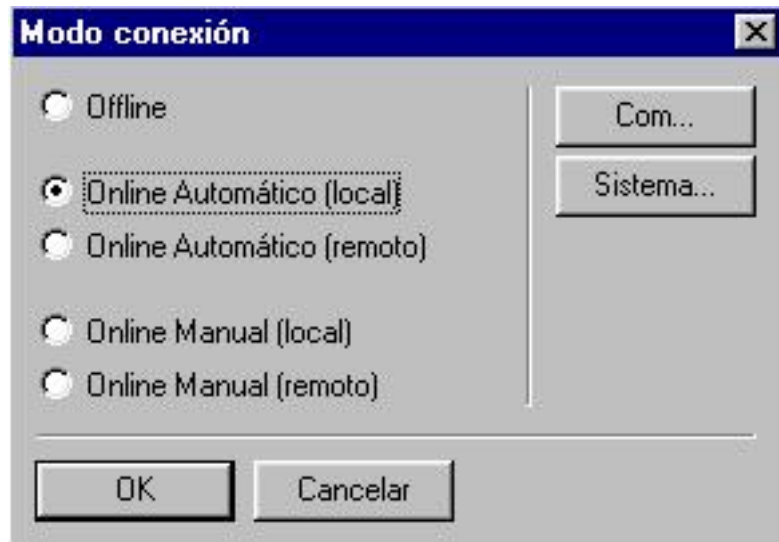 Modo conexión
Offline
Com...
Online Automático (local)
Sistema...
Online Automático (remoto)
Online Manual (local)
Online Manual (remoto)
OK
Cancelar